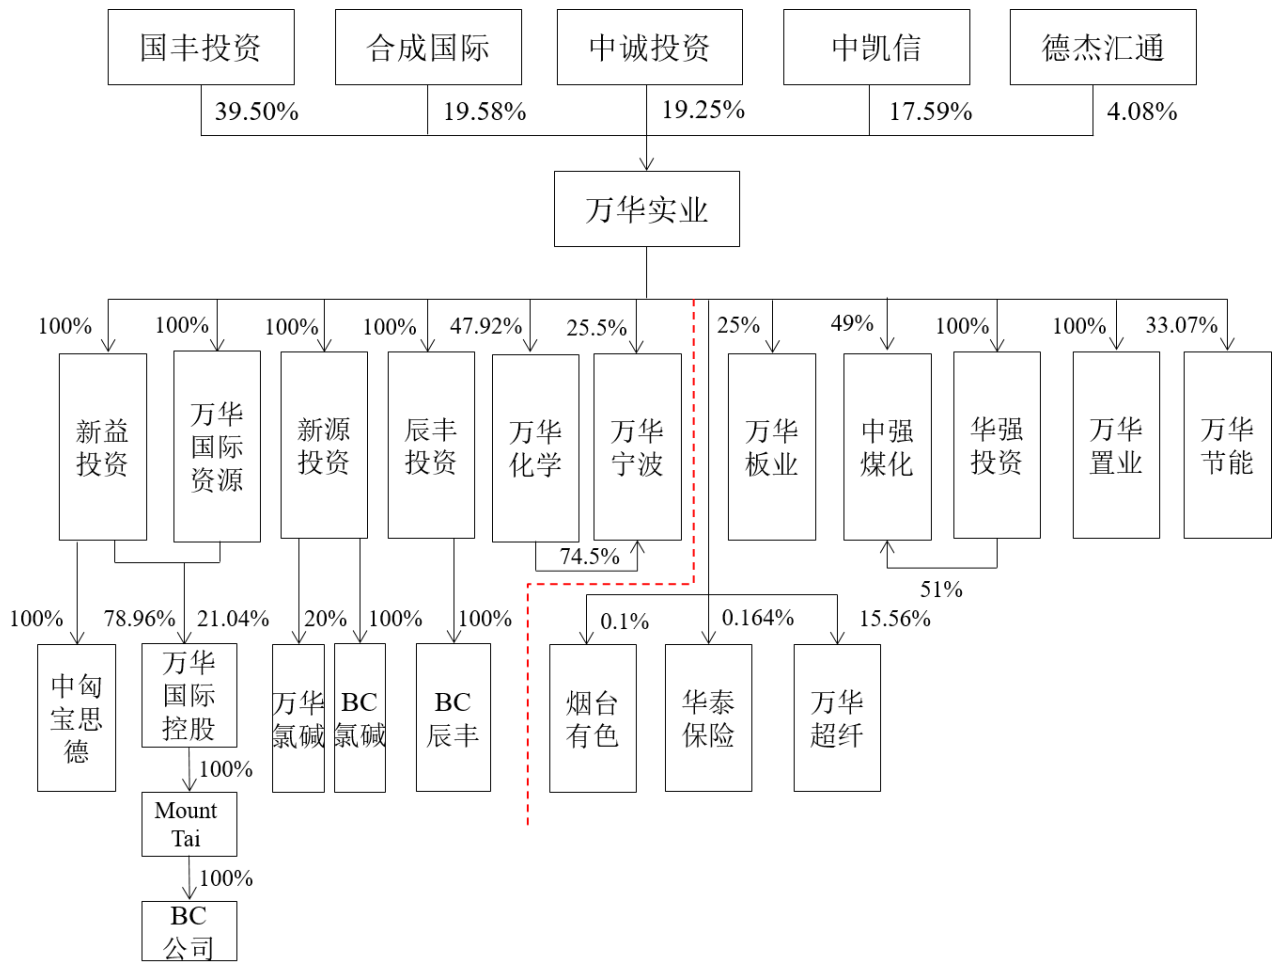 国丰投资
合成国际
中诚投资
中凯信
德杰汇通
39.50%
19.58%
19.25%
17.59%
4.08%
万华实业
100%
100%
100%
100%
47.92%
25.5%
25%
49%
100%
100%
33.07%
新益
投资
万华
国际
资源
新源
投资
辰丰
投资
万华
化学
万华
宁波
万华
板业
中强
煤化
华强
投资
万华
置业
万华
节能
74.5%
51%
100%
78.96%
21.04%
20%
100%
100%
0.1%
0.164%
15.56%
中匈
宝思
德
万华
国际
控股
万华
氯碱
BC
氯碱
BC
辰丰
烟台
有色
华泰
保险
万华
超纤
100%
Mount
Tai
100%
BC
公司